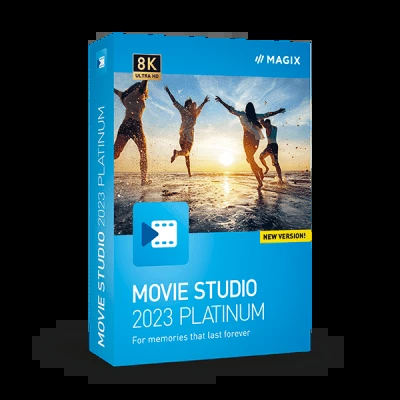 8K
ULTRA HD
MAGIX
MOVIE STUDIO 2023 PLATINUM
NEW VERSION!
MOVIE STUDIO
2023 PLATINUM
For memories that last forever